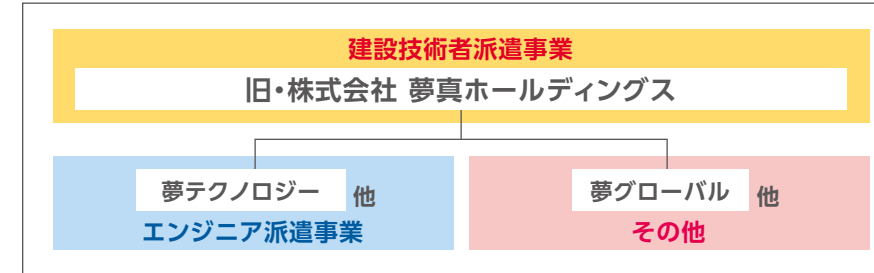 建設技術者派遣事業
旧・株式会社 夢真ホールディングス
夢テクノロジー 他
エンジニア派遣事業
夢グローバル 他
その他